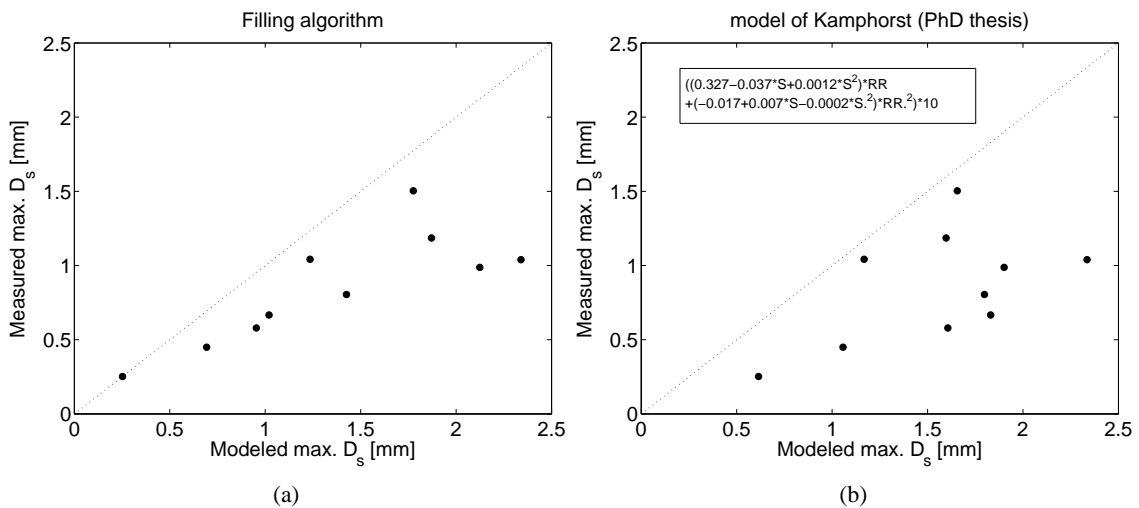 Filling algorithm
2.5
2
1.5
1
0.5
0
0 0.5 1 1.5 2 2.5
Measured max. D_s [mm]
Modeled max. D_s [mm]
(a)
model of Kamphorst (PhD thesis)
((0.327−0.037*S+0.0012*S^2)*RR
+(−0.017+0.007*S−0.0002*S.^2)*RR.^2)*10
2.5
2
1.5
1
0.5
0
0 0.5 1 1.5 2 2.5
Measured max. D_s [mm]
Modeled max. D_s [mm]
(b)